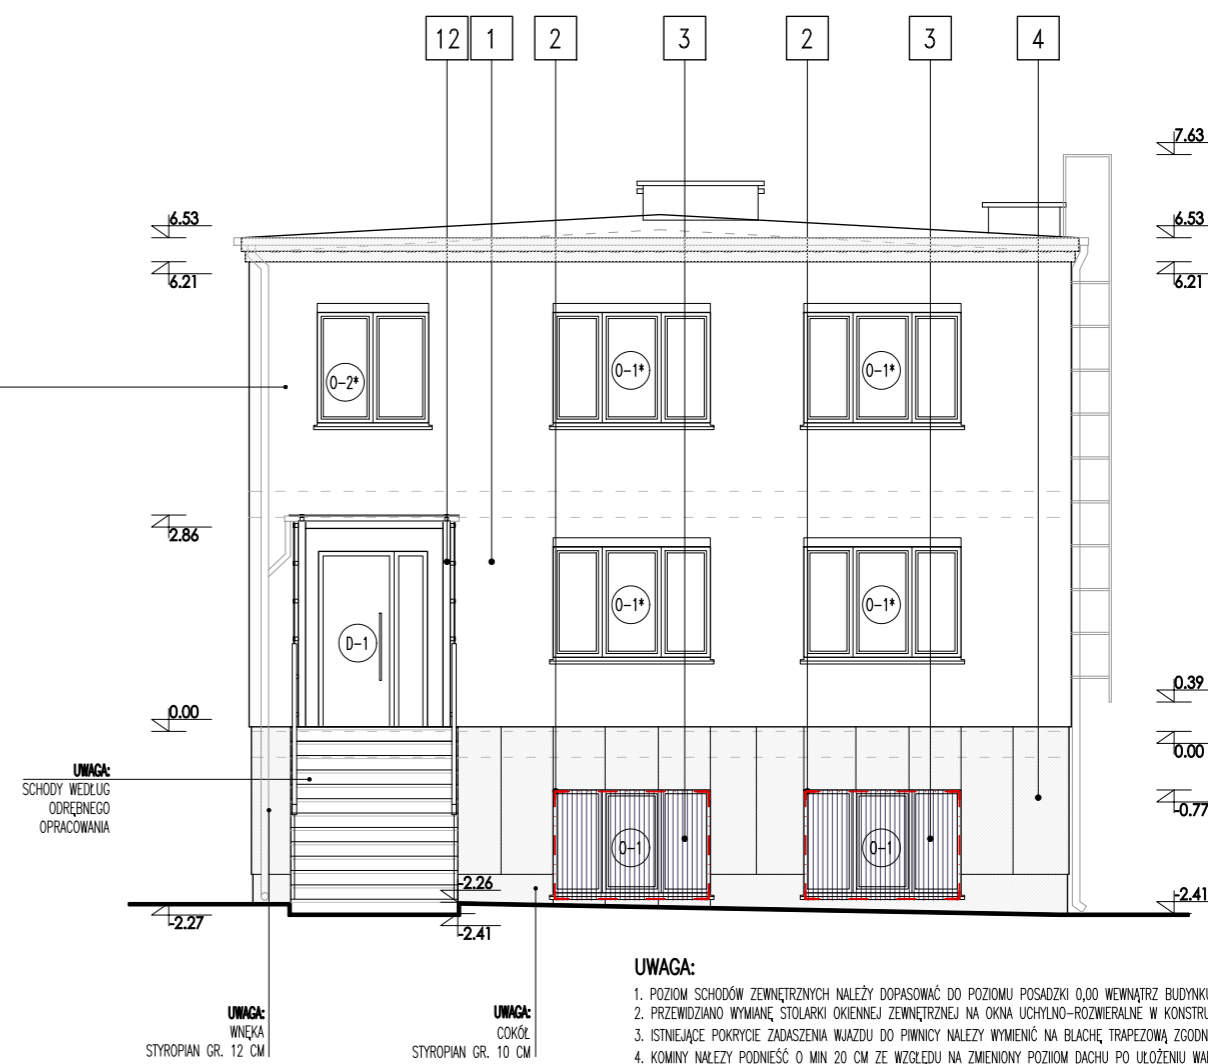 12 1 2 3 2 3 4
7.63
6.53
6.53
6.21
6.21
O-2*
O-1*
O-1*
2.86
O-1*
O-1*
D-1
0.39
0.00
0.00
UWAGA:
SCHODY WEDŁUG
ODRĘBNEGO
OPRACOWANIA
-0.77
O-1
O-1
-2.26
-2.41
-2.27
-2.41
UWAGA:
WNĘKA
STYROPIAN GR. 12 CM
UWAGA:
COKÓŁ
STYROPIAN GR. 10 CM
UWAGA:
1. POZIOM SCHODÓW ZEWNĘTRZNYCH NALEŻY DOPASOWAĆ DO POZIOMU POSADZKI 0,00 WEWNĄTRZ BUDYNKU
2. PRZEWIDZIANO WYMIANĘ STOLARKI OKIENNEJ ZEWNĘTRZNEJ NA OKNA UCHYLNO-ROZWIERALNE W KONSTRU
3. ISTNIEJĄCE POKRYCIE ZADASZENIA WJAZDU DO PIWNICY NALEZY WYMIENIĆ NA BLACHĘ TRAPEZOWĄ ZGODN
4. KOMINY NALEŻY PODNIEŚĆ O MIN 20 CM ZE WZGLĘDU NA ZMIENIONY POZIOM DACHU PO UŁOŻENIU